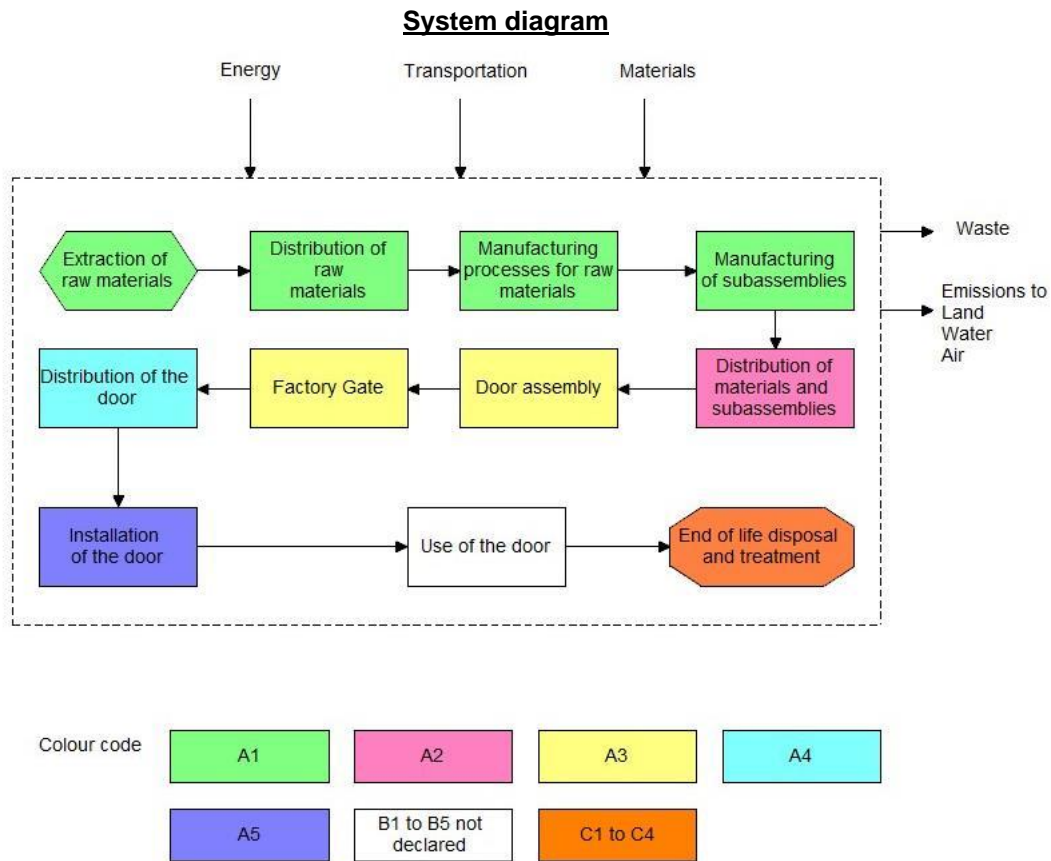 System diagram
Energy
Transportation
Materials
Extraction of
raw materials
Distribution of
raw
materials
Manufacturing
processes for raw
materials
Manufacturing
of subassemblies
Waste
Emissions to
Land
Water
Air
Distribution of the
door
Factory Gate
Door assembly
Distribution of
materials and
subassemblies
Installation
of the door
Use of the door
End of life disposal
and treatment
Colour code
A1
A2
A3
A4
A5
B1 to B5 not
declared
C1 to C4